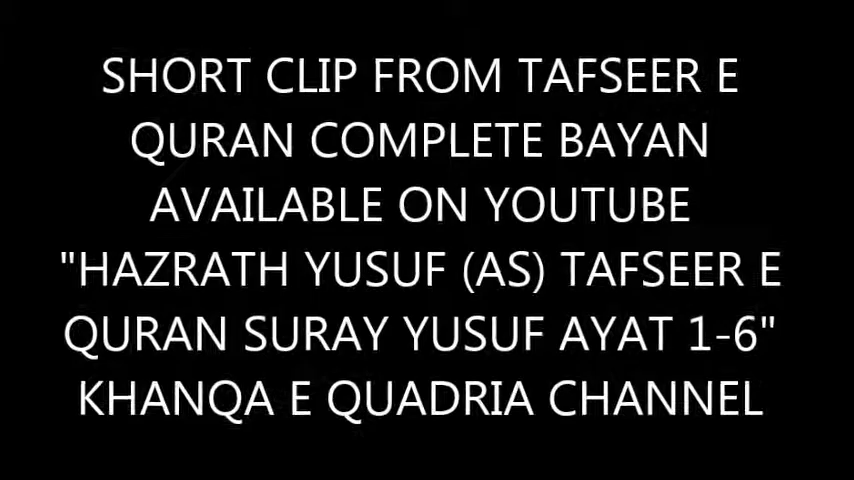 SHORT CLIP FROM TAFSEER E
QURAN COMPLETE BAYAN
AVAILABLE ON YOUTUBE
"HAZRATH YUSUF (AS) TAFSEER E
QURAN SURAY YUSUF AYAT 1-6"
KHANQA E QUADRIA CHANNEL